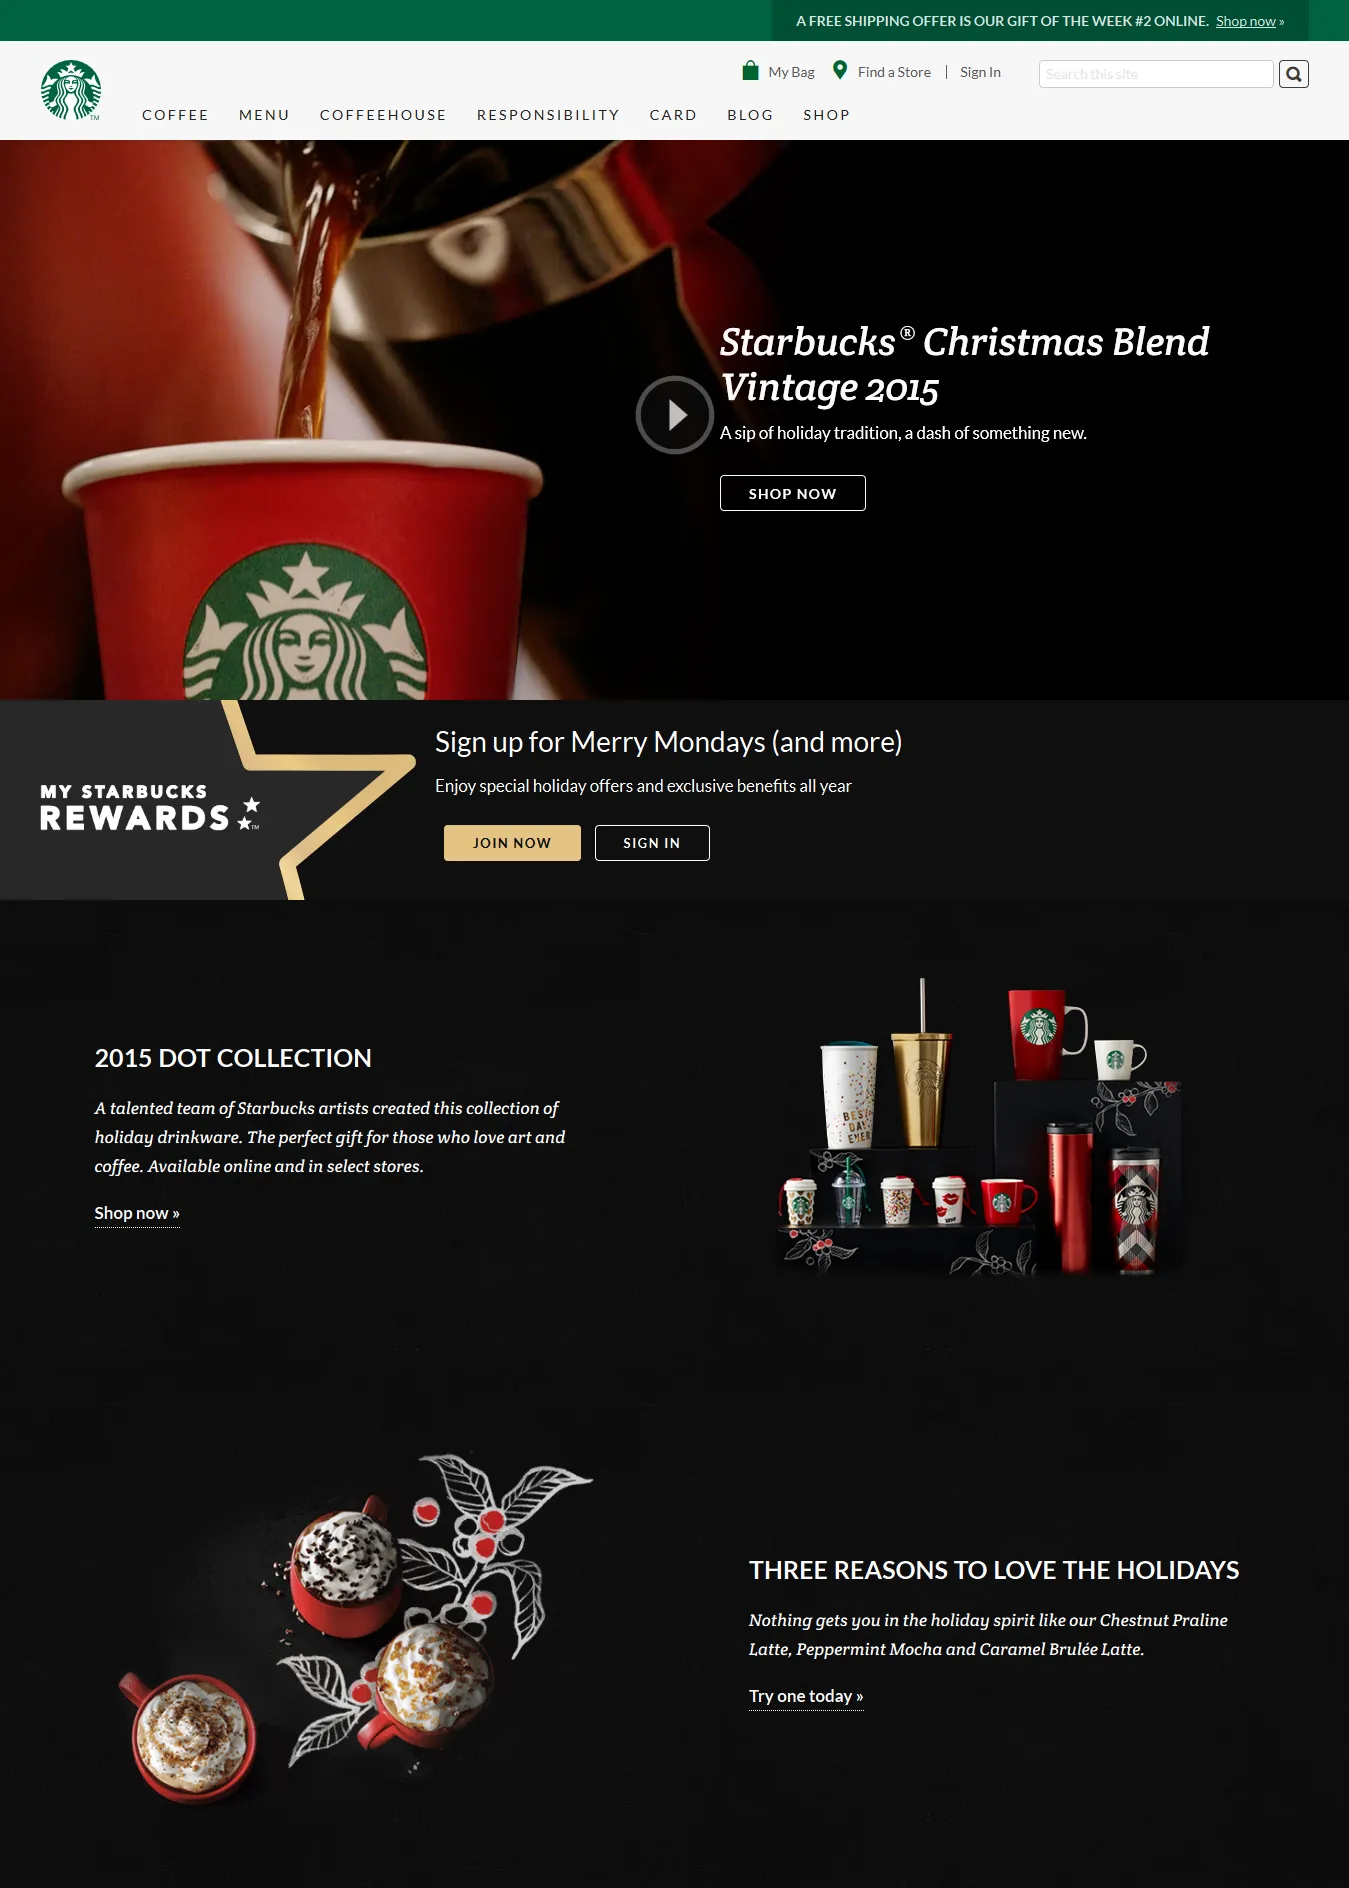 A FREE SHIPPING OFFER IS OUR GIFT OF THE WEEK #2 ONLINE. Shop now »
My Bag
Find a Store
Sign In
Search this site
TM
COFFEE
MENU
COFFEEHOUSE
RESPONSIBILITY
CARD
BLOG
SHOP
Starbucks® Christmas Blend
Vintage 2015
A sip of holiday tradition, a dash of something new.
SHOP NOW
MY STARBUCKS
REWARDS™
Sign up for Merry Mondays (and more)
Enjoy special holiday offers and exclusive benefits all year
JOIN NOW
SIGN IN
2015 DOT COLLECTION
A talented team of Starbucks artists created this collection of
holiday drinkware. The perfect gift for those who love art and
coffee. Available online and in select stores.
Shop now »
BEST
DAY
EVER
THREE REASONS TO LOVE THE HOLIDAYS
Nothing gets you in the holiday spirit like our Chestnut Praline
Latte, Peppermint Mocha and Caramel Brulée Latte.
Try one today »